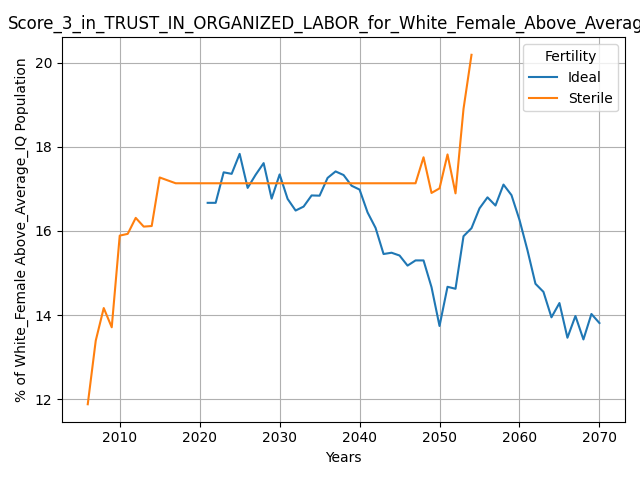 Score_3_in_TRUST_IN_ORGANIZED_LABOR_for_White_Female_Above_Averag
% of White_Female Above_Average_IQ Population
20
18
16
14
12
Fertility
Ideal
Sterile
2010 2020 2030 2040 2050 2060 2070
Years